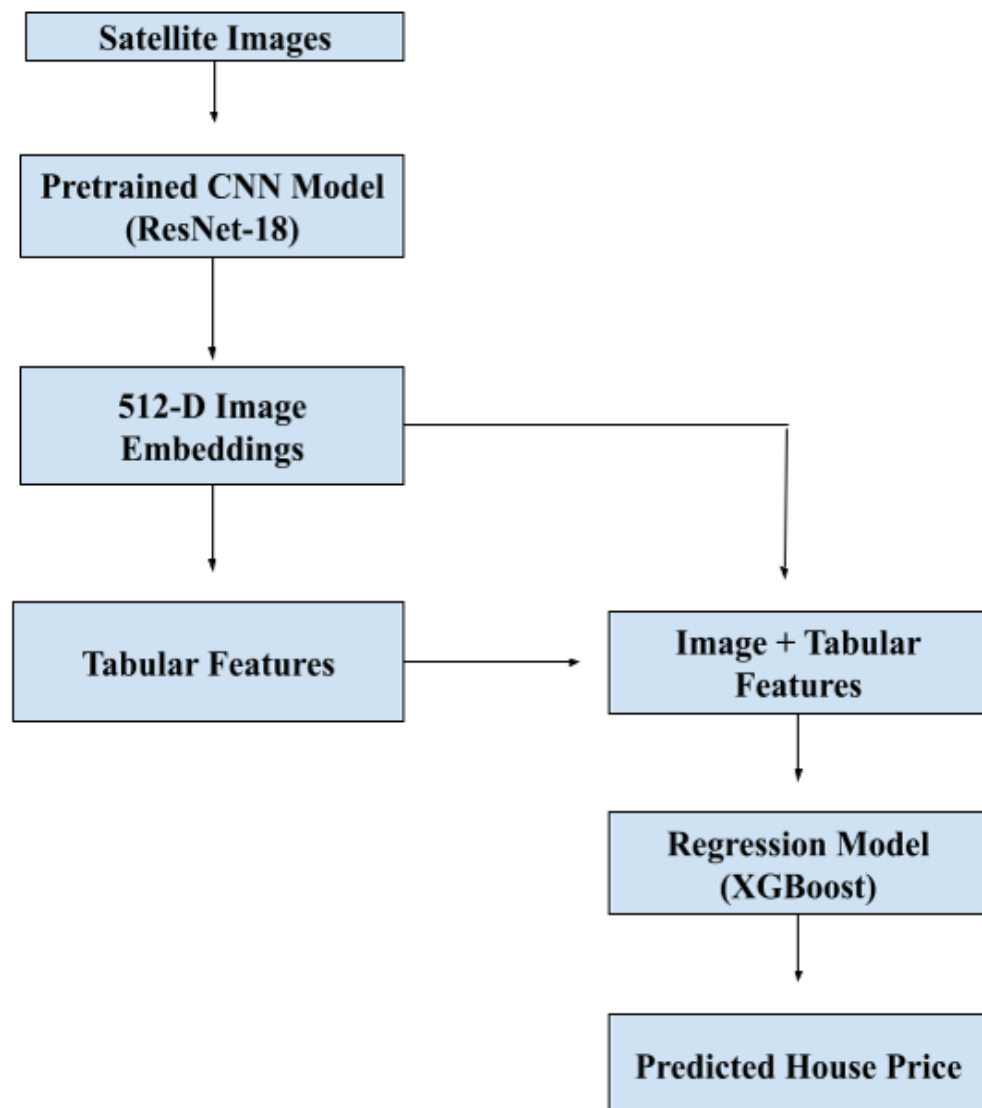 Satellite Images
Pretrained CNN Model
(ResNet-18)
512-D Image
Embeddings
Tabular Features
Image + Tabular
Features
Regression Model
(XGBoost)
Predicted House Price